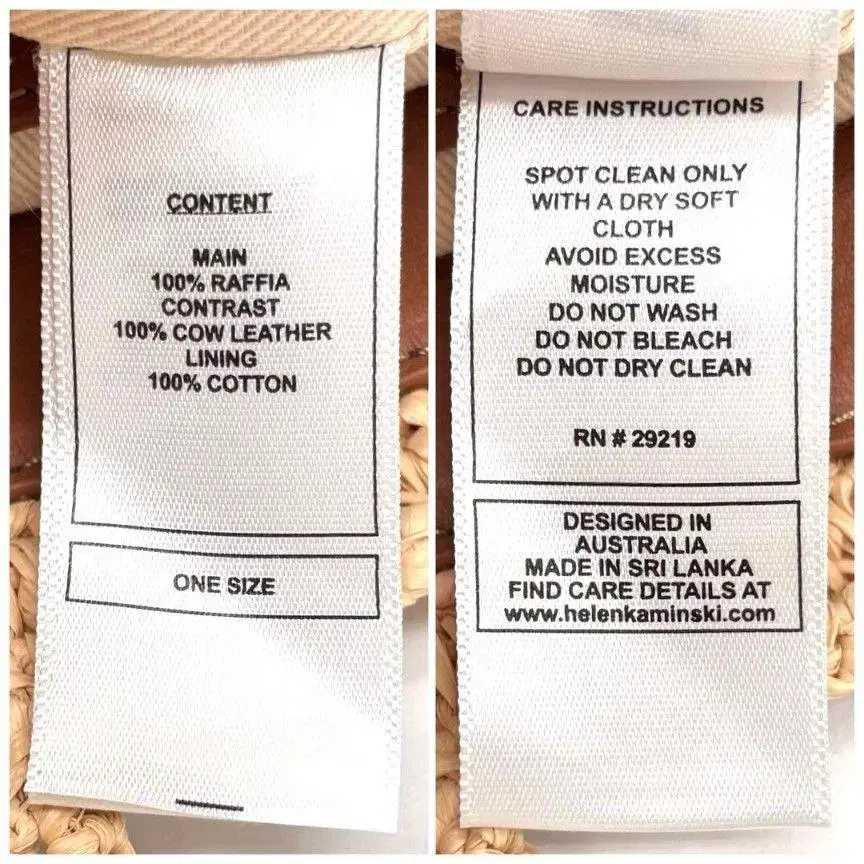 CONTENT
MAIN
100% RAFFIA
CONTRAST
100% COW LEATHER
LINING
100% COTTON
ONE SIZE
CARE INSTRUCTIONS
SPOT CLEAN ONLY
WITH A DRY SOFT
CLOTH
AVOID EXCESS
MOISTURE
DO NOT WASH
DO NOT BLEACH
DO NOT DRY CLEAN
RN # 29219
DESIGNED IN
AUSTRALIA
MADE IN SRI LANKA
FIND CARE DETAILS AT
www.helenkaminski.com